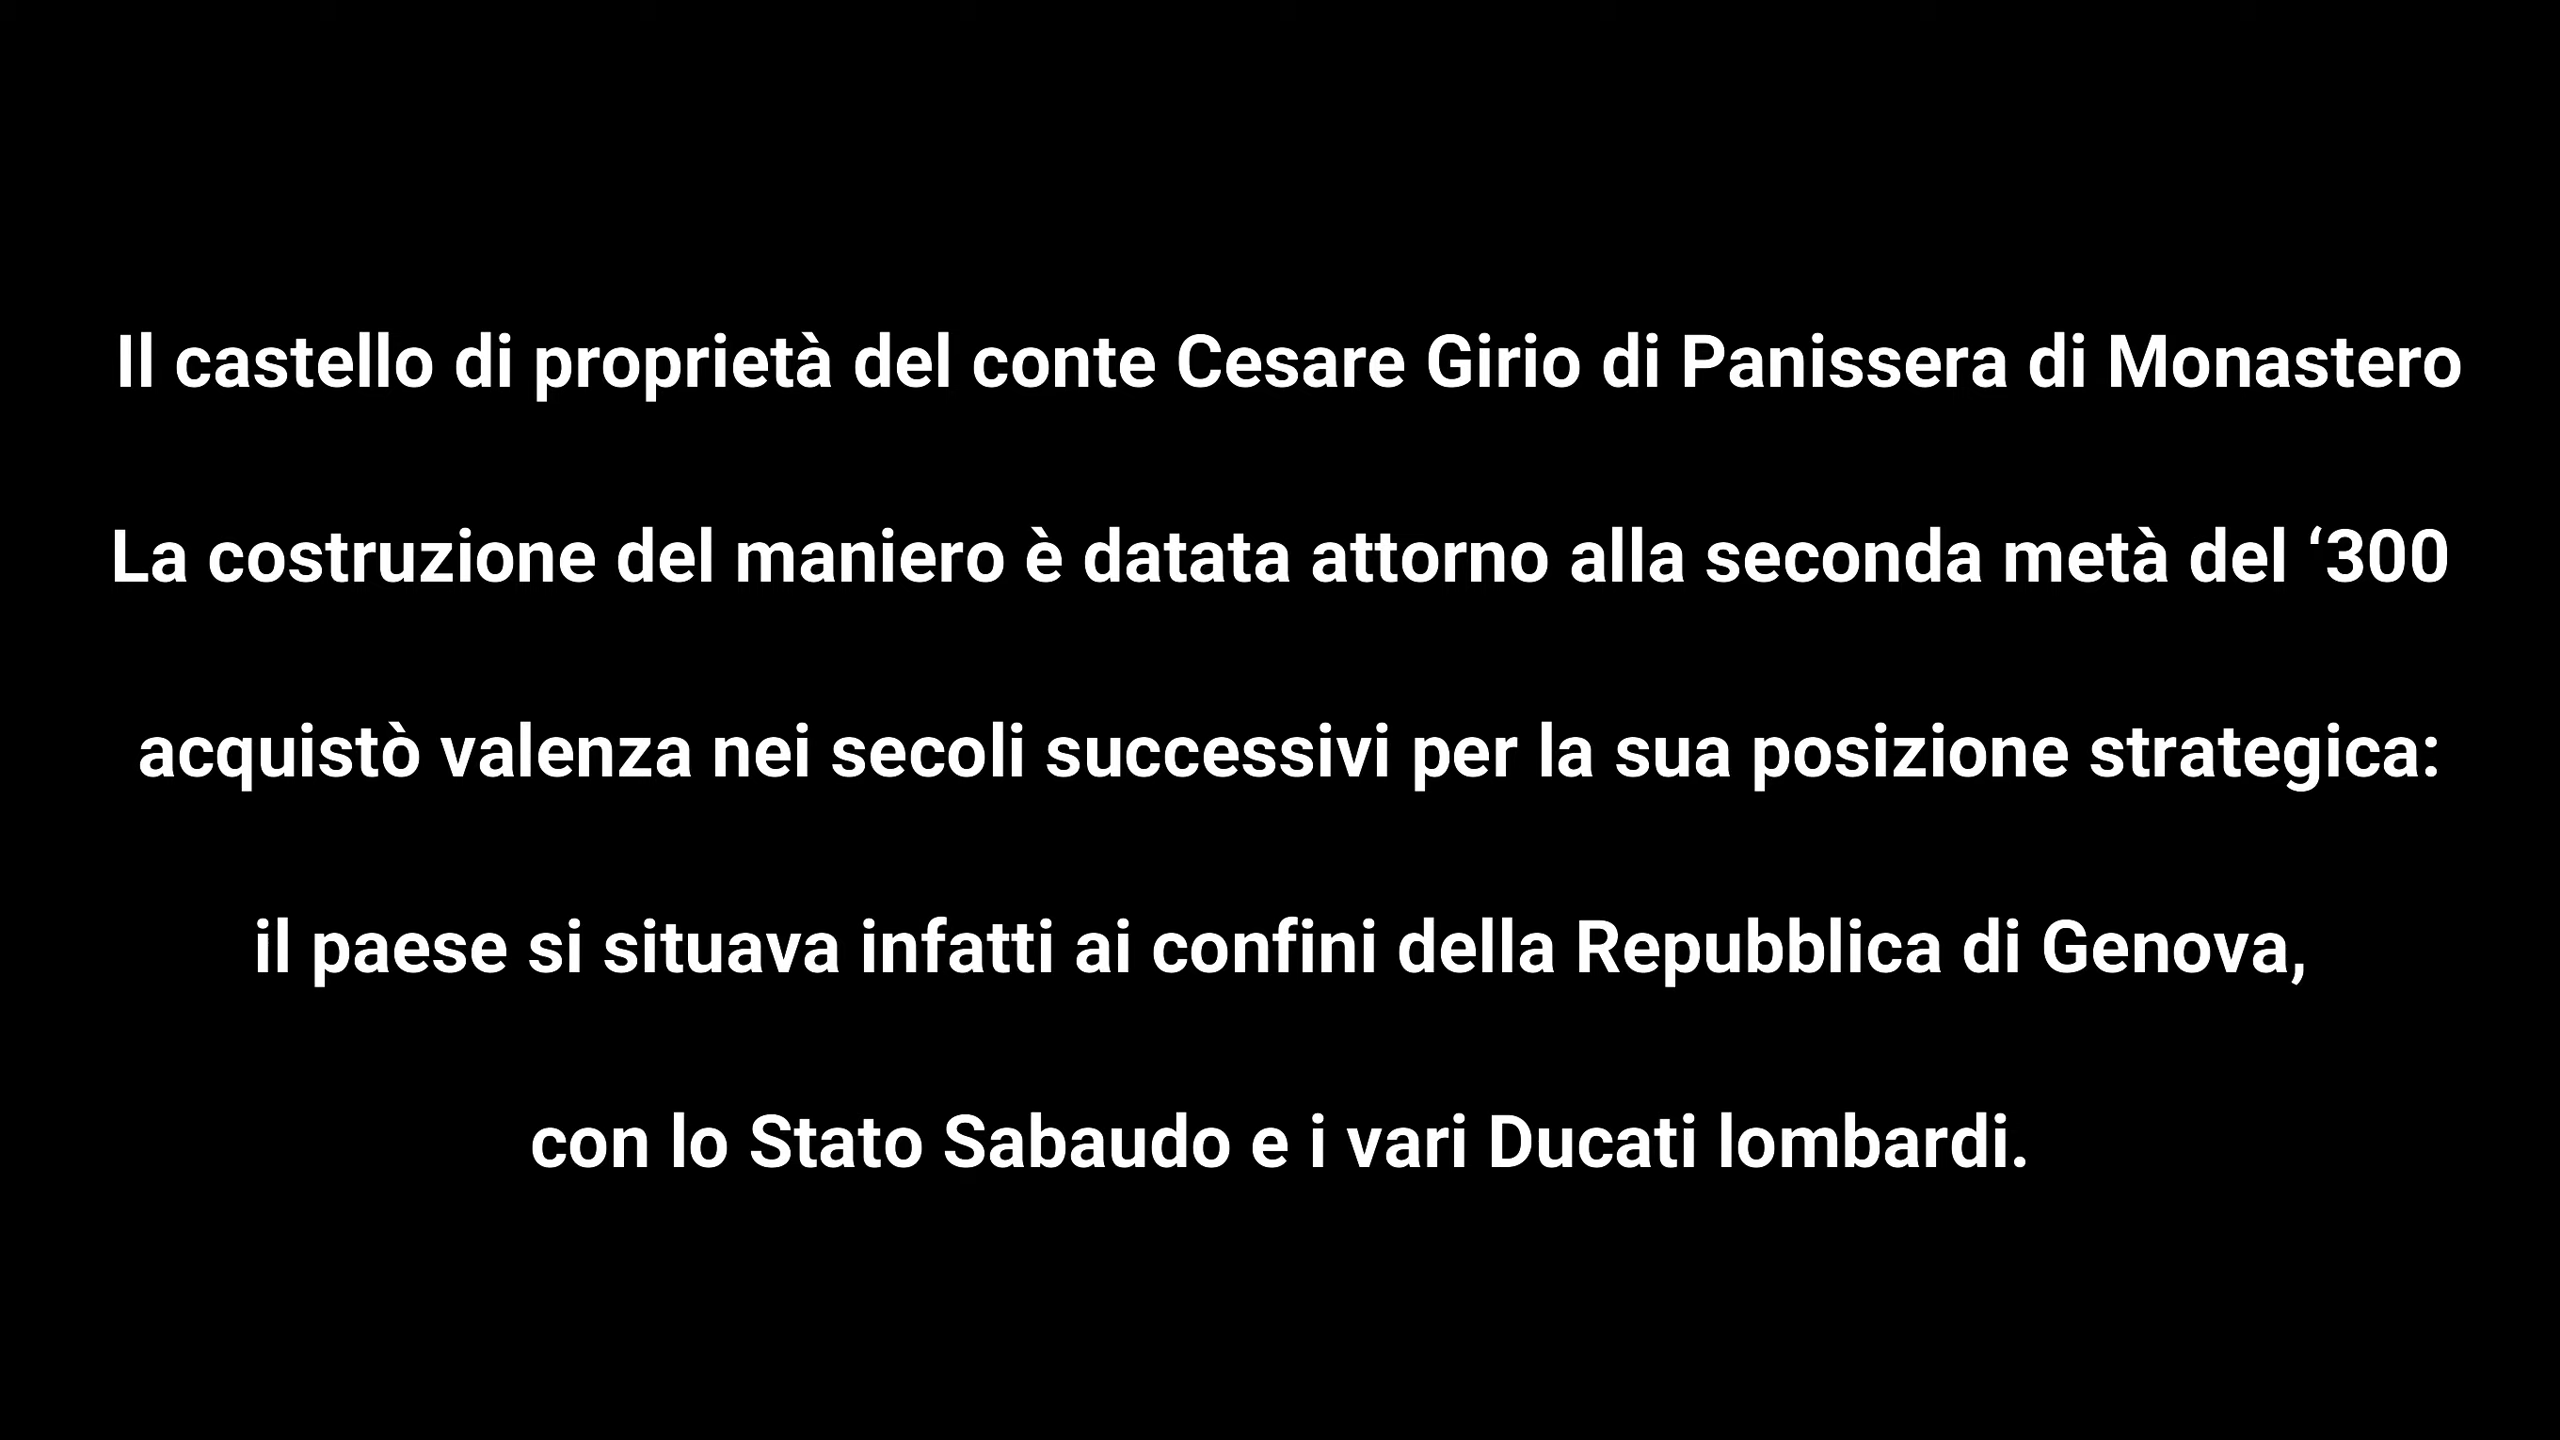 Il castello di proprietà del conte Cesare Girio di Panissera di Monastero
La costruzione del maniero è datata attorno alla seconda metà del ‘300
acquistò valenza nei secoli successivi per la sua posizione strategica:
il paese si situava infatti ai confini della Repubblica di Genova,
con lo Stato Sabaudo e i vari Ducati lombardi.